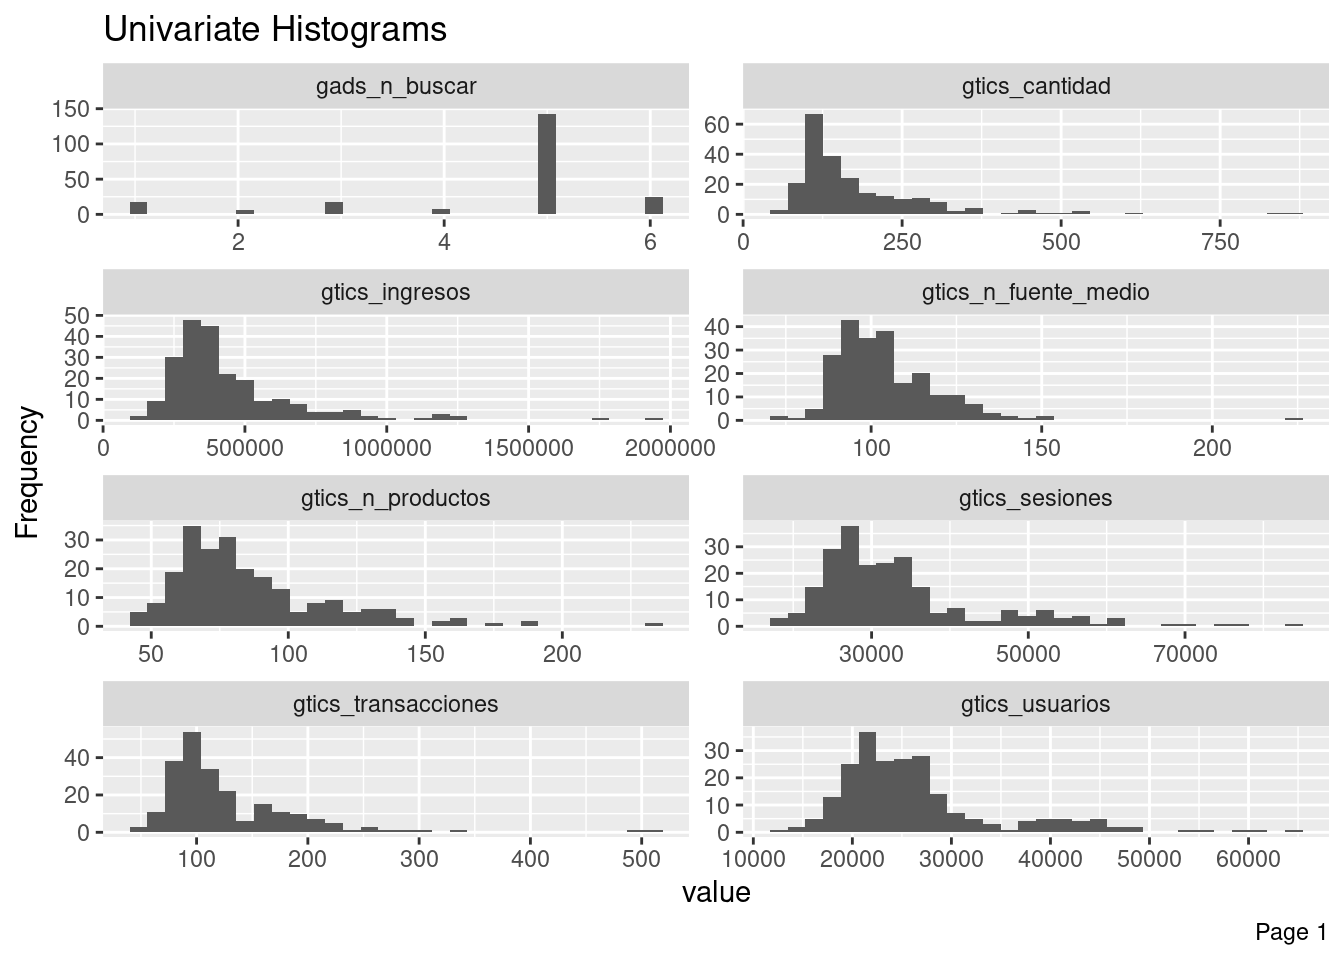 Univariate Histograms
gads_n_buscar
150
100
50
0
2 4 6
gtics_cantidad
60
40
20
0
0 250 500 750
gtics_ingresos
50
40
30
20
10
0
0 500000 1000000 1500000 2000000
gtics_n_fuente_medio
40
30
20
10
0
100 150 200
gtics_n_productos
30
20
10
0
50 100 150 200
gtics_sesiones
30
20
10
0
30000 50000 70000
gtics_transacciones
40
20
0
100 200 300 400 500
gtics_usuarios
30
20
10
0
10000 20000 30000 40000 50000 60000
Frequency
value
Page 1